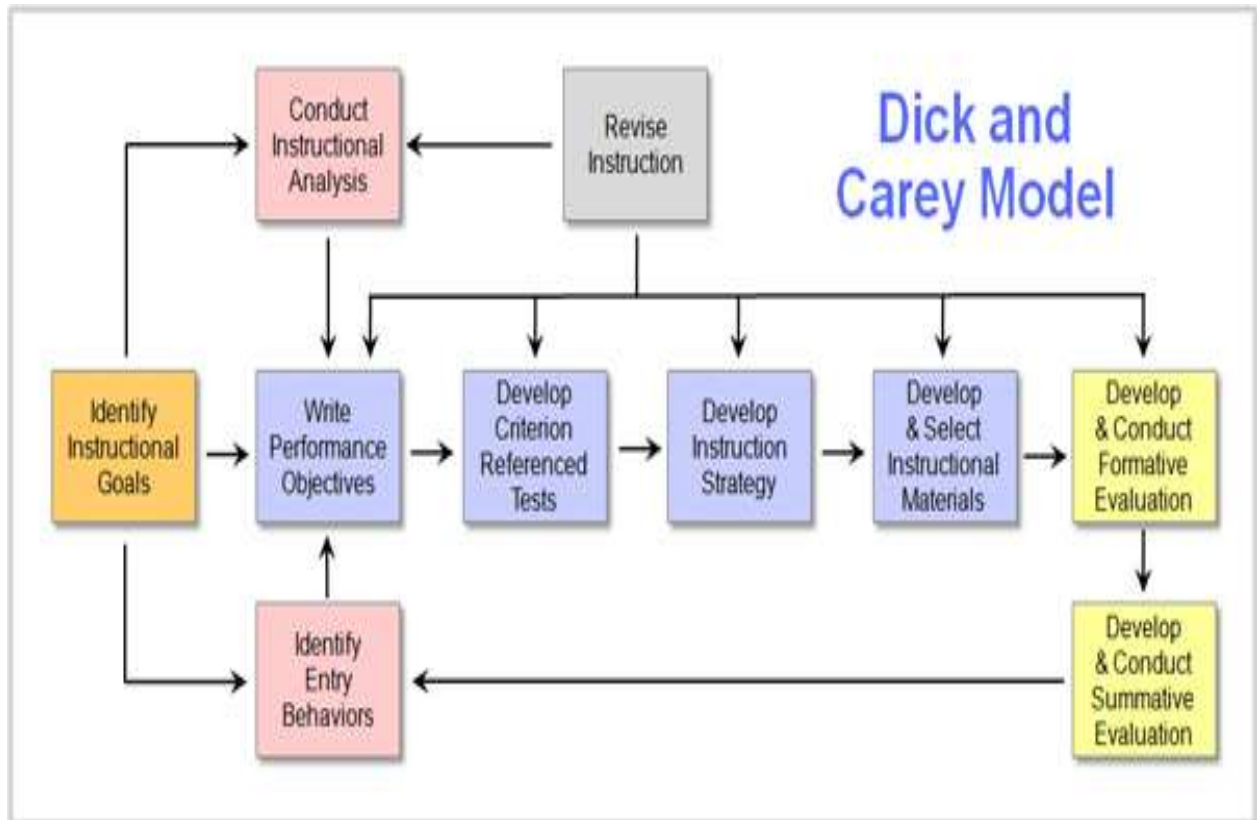 Dick and
Carey Model
Conduct
Instructional
Analysis
Revise
Instruction
Identify
Instructional
Goals
Write
Performance
Objectives
Develop
Criterion
Referenced
Tests
Develop
Instruction
Strategy
Develop
& Select
Instructional
Materials
Develop
& Conduct
Formative
Evaluation
Identify
Entry
Behaviors
Develop
& Conduct
Summative
Evaluation